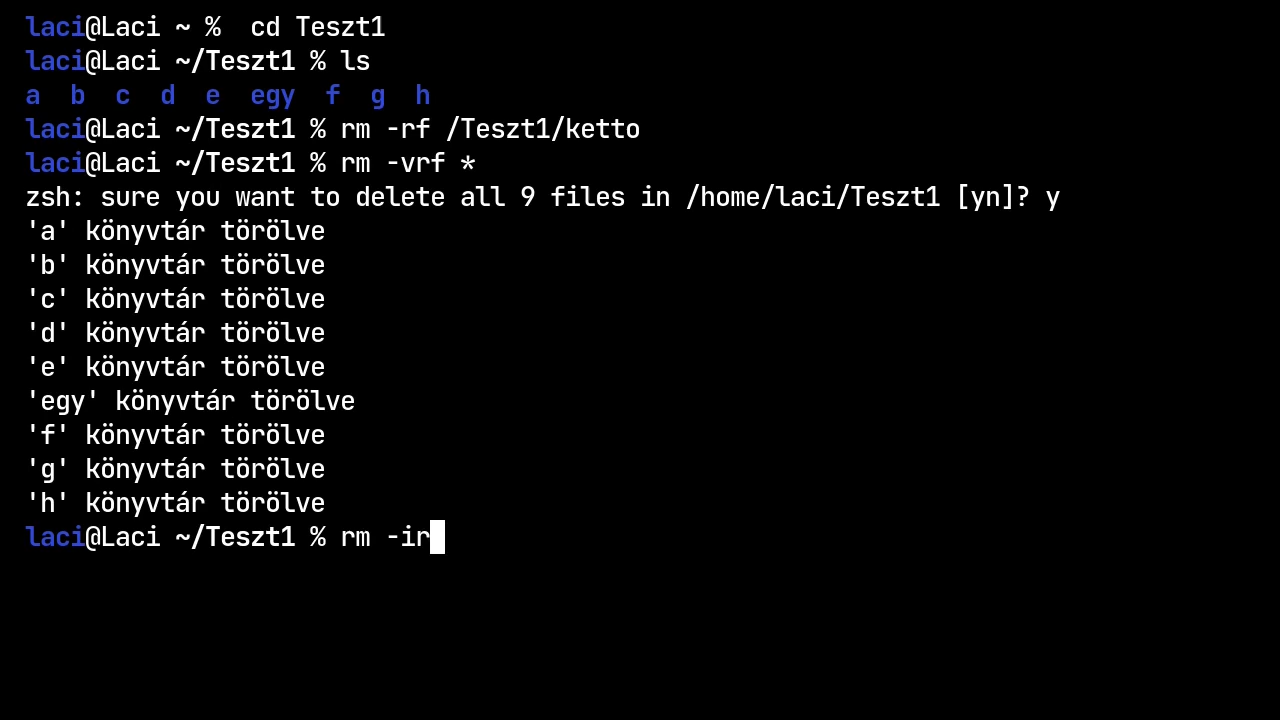 laci@Laci ~ %  cd Teszt1
laci@Laci ~/Teszt1 % ls
a  b  c  d  e  egy  f  g  h
laci@Laci ~/Teszt1 % rm -rf /Teszt1/ketto
laci@Laci ~/Teszt1 % rm -vrf *
zsh: sure you want to delete all 9 files in /home/laci/Teszt1 [yn]? y
'a' könyvtár törölve
'b' könyvtár törölve
'c' könyvtár törölve
'd' könyvtár törölve
'e' könyvtár törölve
'egy' könyvtár törölve
'f' könyvtár törölve
'g' könyvtár törölve
'h' könyvtár törölve
laci@Laci ~/Teszt1 % rm -ir